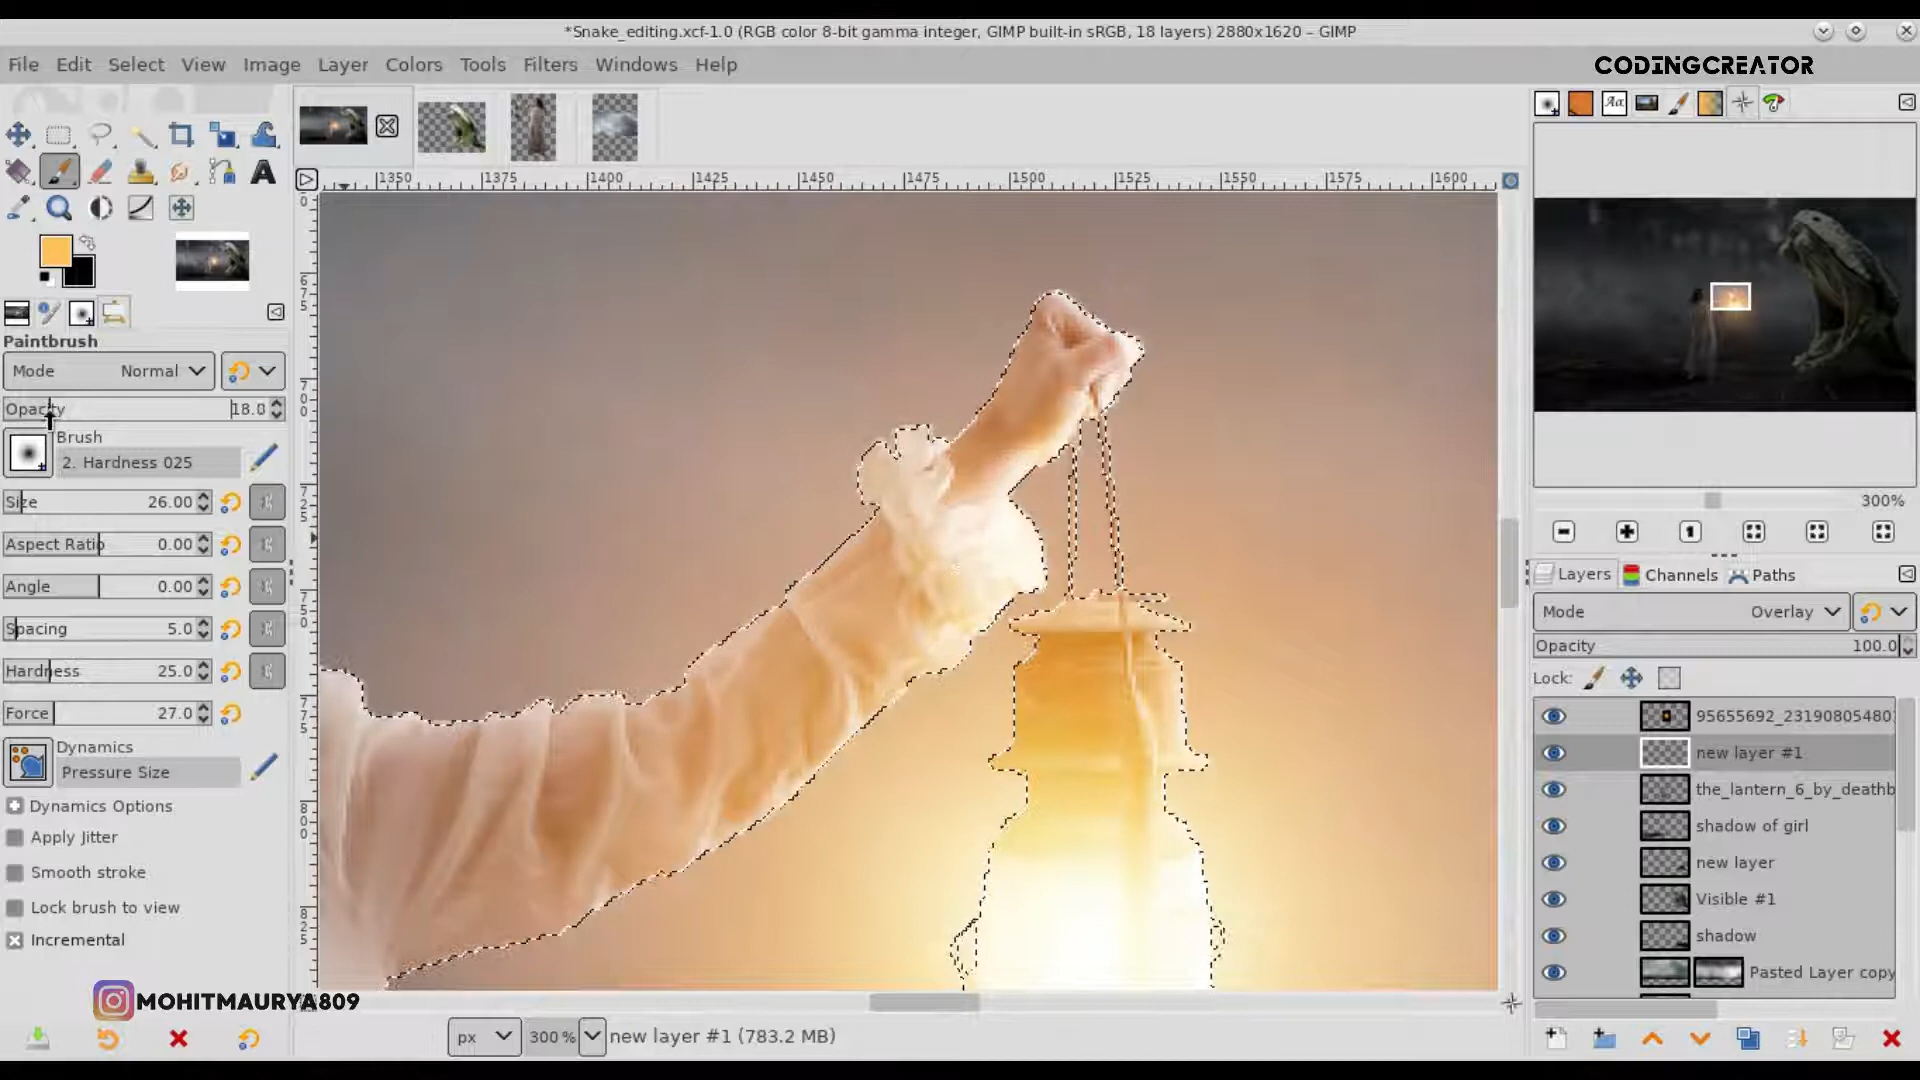 *Snake_editing.xcf-1.0 (RGB color 8-bit gamma integer, GIMP built-in sRGB, 18 layers) 2880x1620 – GIMP
File Edit Select View Image Layer Colors Tools Filters Windows Help
CODINGCREATOR
1350 1375 1400 1425 1450 1475 1500 1525 1550 1575 1600
Paintbrush
Mode Normal
Opacity 18.0
Brush
2. Hardness 025
Size 26.00
Aspect Ratio 0.00
Angle 0.00
Spacing 5.0
Hardness 25.0
Force 27.0
Dynamics
Pressure Size
Dynamics Options
Apply Jitter
Smooth stroke
Lock brush to view
Incremental
MOHITMAURYA809
px 300 % new layer #1 (783.2 MB)
300%
Layers Channels Paths
Mode Overlay
Opacity 100.0
Lock:
95655692_23190805480
new layer #1
the_lantern_6_by_deathb
shadow of girl
new layer
Visible #1
shadow
Pasted Layer copy